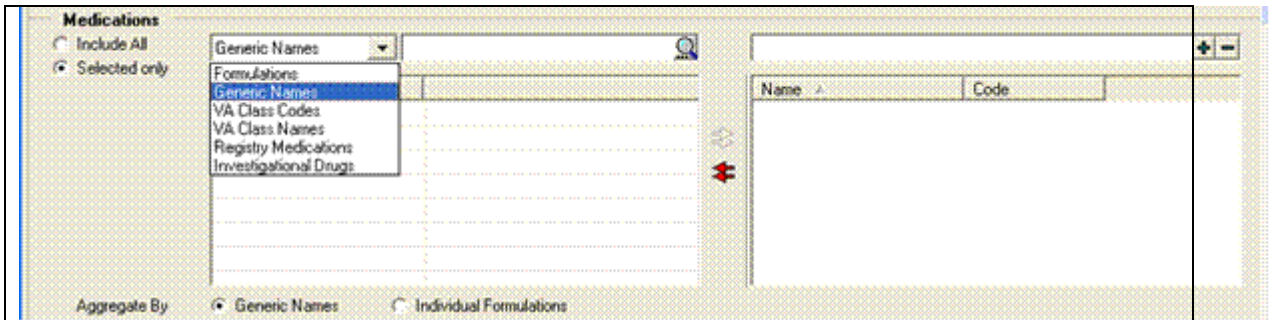 Medications
Include All
Generic Names
Selected only
Formulations
Generic Names
VA Class Codes
VA Class Names
Registry Medications
Investigational Drugs
Name Code
Aggregate By Generic Names Individual Formulations